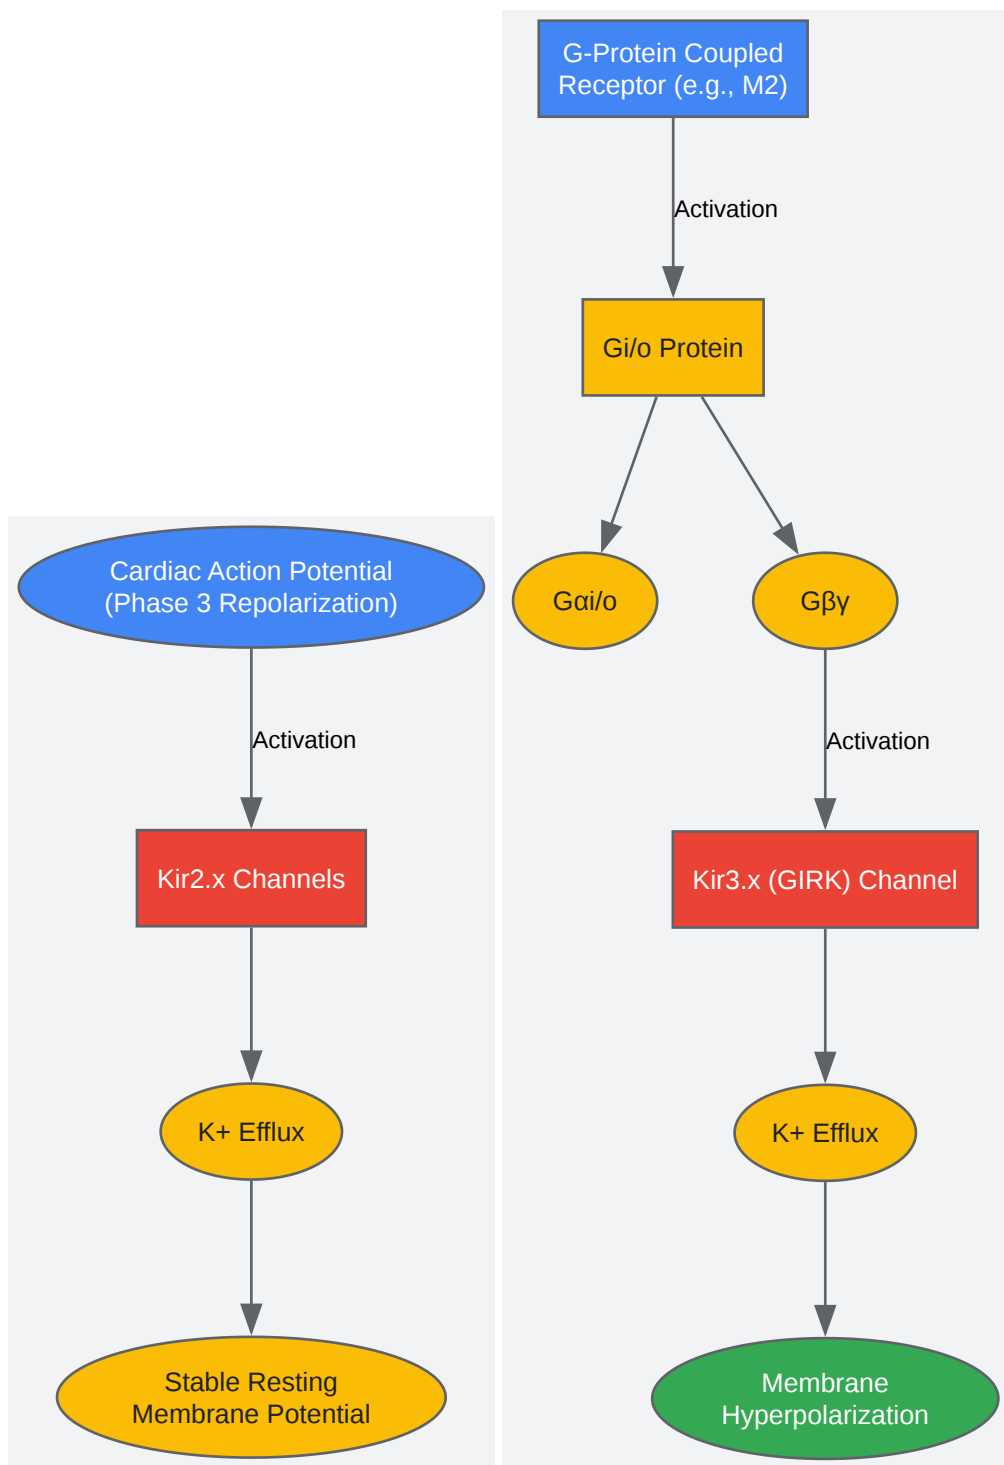 G-Protein Coupled
Receptor (e.g., M2)
Activation
Gi/o Protein
Gαi/o
Gβγ
Activation
Kir3.x (GIRK) Channel
K+ Efflux
Membrane
Hyperpolarization
Cardiac Action Potential
(Phase 3 Repolarization)
Activation
Kir2.x Channels
K+ Efflux
Stable Resting
Membrane Potential